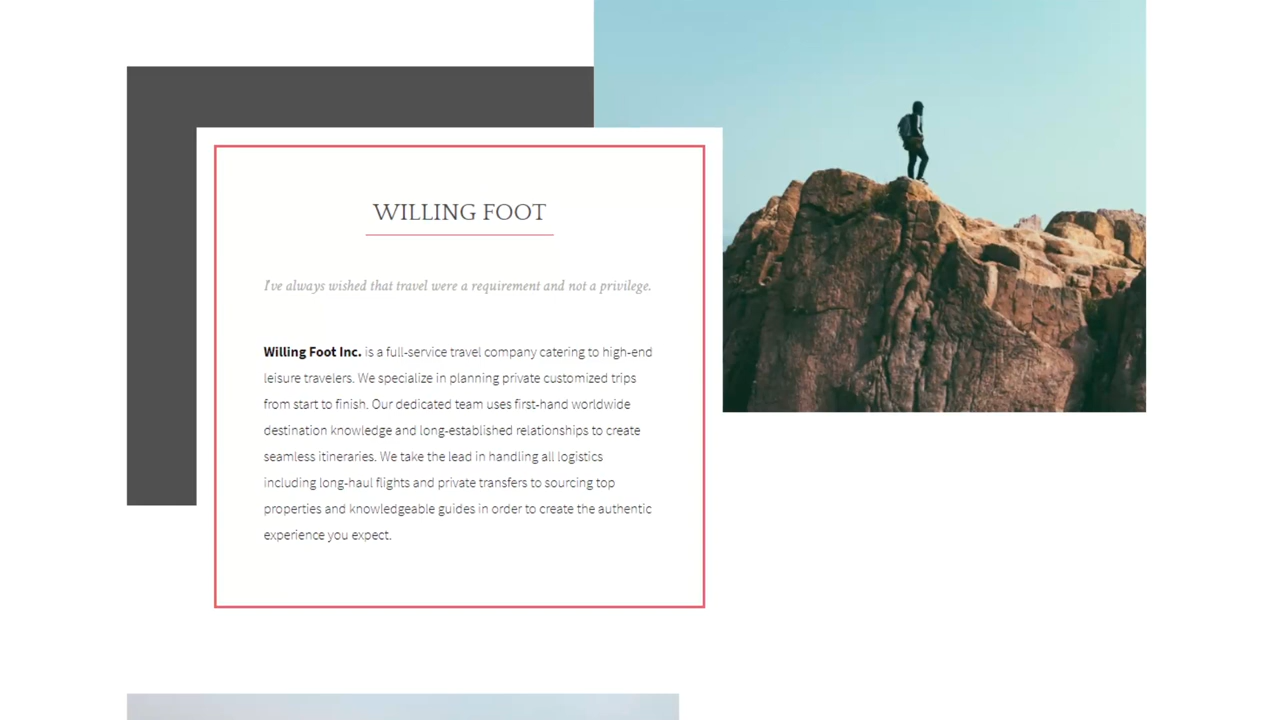 WILLING FOOT
I've always wished that travel were a requirement and not a privilege.
Willing Foot Inc. is a full-service travel company catering to high-end
leisure travelers. We specialize in planning private customized trips
from start to finish. Our dedicated team uses first-hand worldwide
destination knowledge and long-established relationships to create
seamless itineraries. We take the lead in handling all logistics
including long-haul flights and private transfers to sourcing top
properties and knowledgeable guides in order to create the authentic
experience you expect.